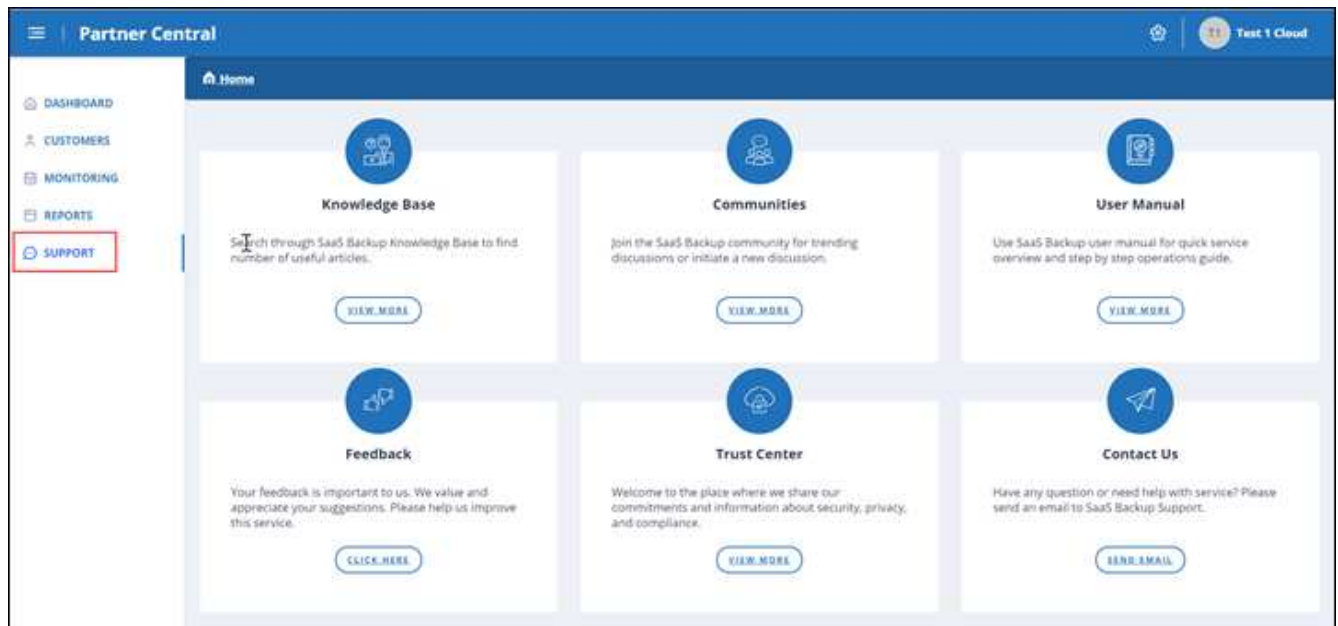 Partner Central
T1 Test 1 Cloud
Home
DASHBOARD
CUSTOMERS
MONITORING
REPORTS
SUPPORT
Knowledge Base
Search through SaaS Backup Knowledge Base to find
number of useful articles.
VIEW MORE
Communities
Join the SaaS Backup community for trending
discussions or initiate a new discussion.
VIEW MORE
User Manual
Use SaaS Backup user manual for quick service
overview and step by step operations guide.
VIEW MORE
Feedback
Your feedback is important to us. We value and
appreciate your suggestions. Please help us improve
this service.
CLICK HERE
Trust Center
Welcome to the place where we share our
commitments and information about security, privacy,
and compliance.
VIEW MORE
Contact Us
Have any question or need help with service? Please
send an email to SaaS Backup Support.
SEND EMAIL